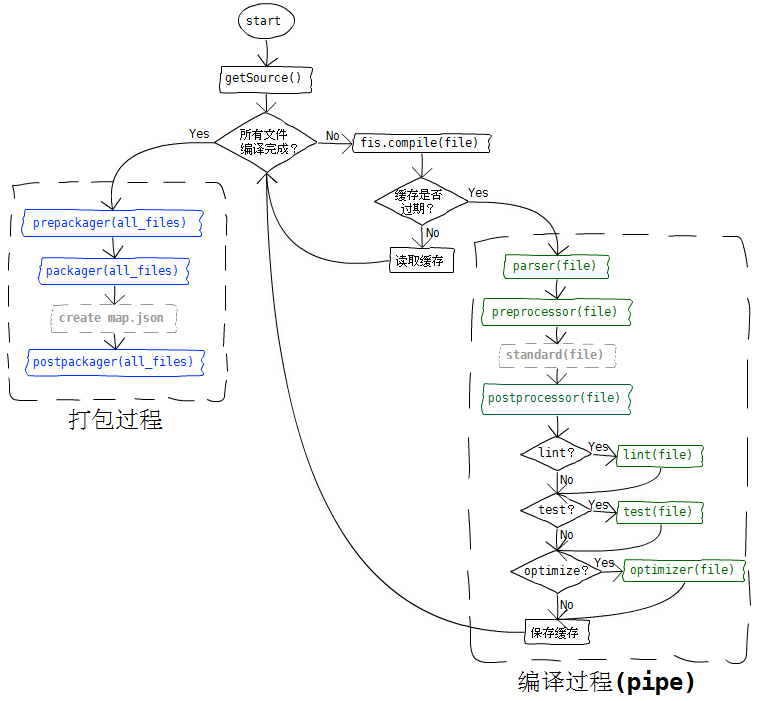 start
getSource()
所有文件
编译完成？
Yes
No
fis.compile(file)
缓存是否
过期？
Yes
No
读取缓存
prepackager(all_files)
packager(all_files)
create map.json
postpackager(all_files)
打包过程
parser(file)
preprocessor(file)
standard(file)
postprocessor(file)
lint？
Yes
lint(file)
No
test？
Yes
test(file)
No
optimize？
Yes
optimizer(file)
No
保存缓存
编译过程(pipe)